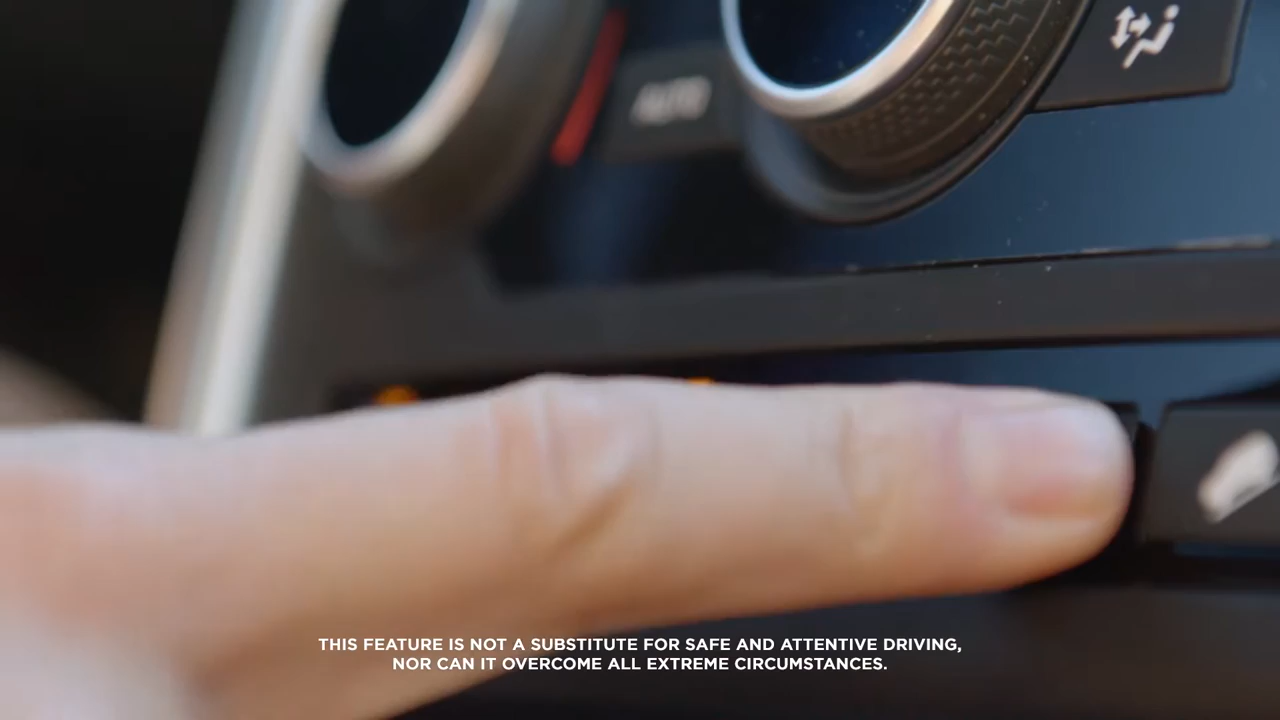 AUTO
THIS FEATURE IS NOT A SUBSTITUTE FOR SAFE AND ATTENTIVE DRIVING,
NOR CAN IT OVERCOME ALL EXTREME CIRCUMSTANCES.